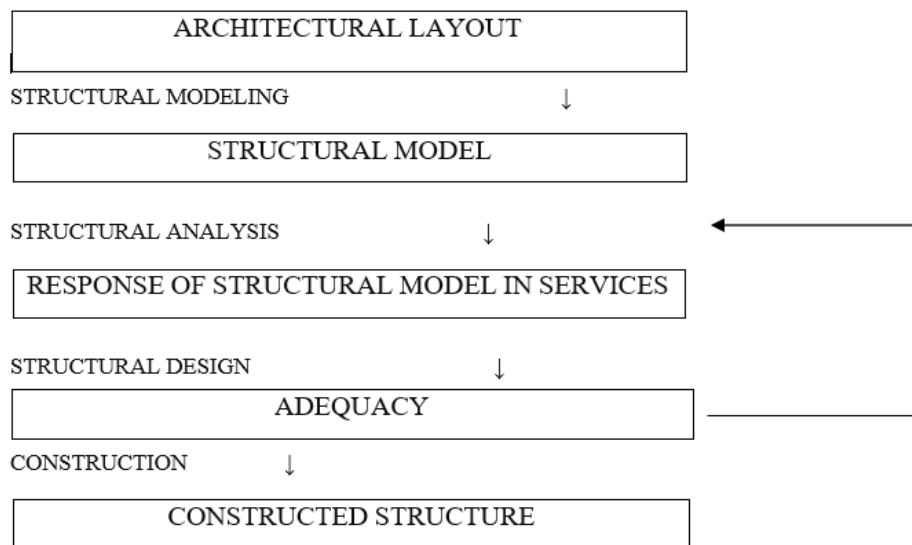 ARCHITECTURAL LAYOUT
STRUCTURAL MODELING ↓
STRUCTURAL MODEL
STRUCTURAL ANALYSIS ↓
RESPONSE OF STRUCTURAL MODEL IN SERVICES
STRUCTURAL DESIGN ↓
ADEQUACY
CONSTRUCTION ↓
CONSTRUCTED STRUCTURE